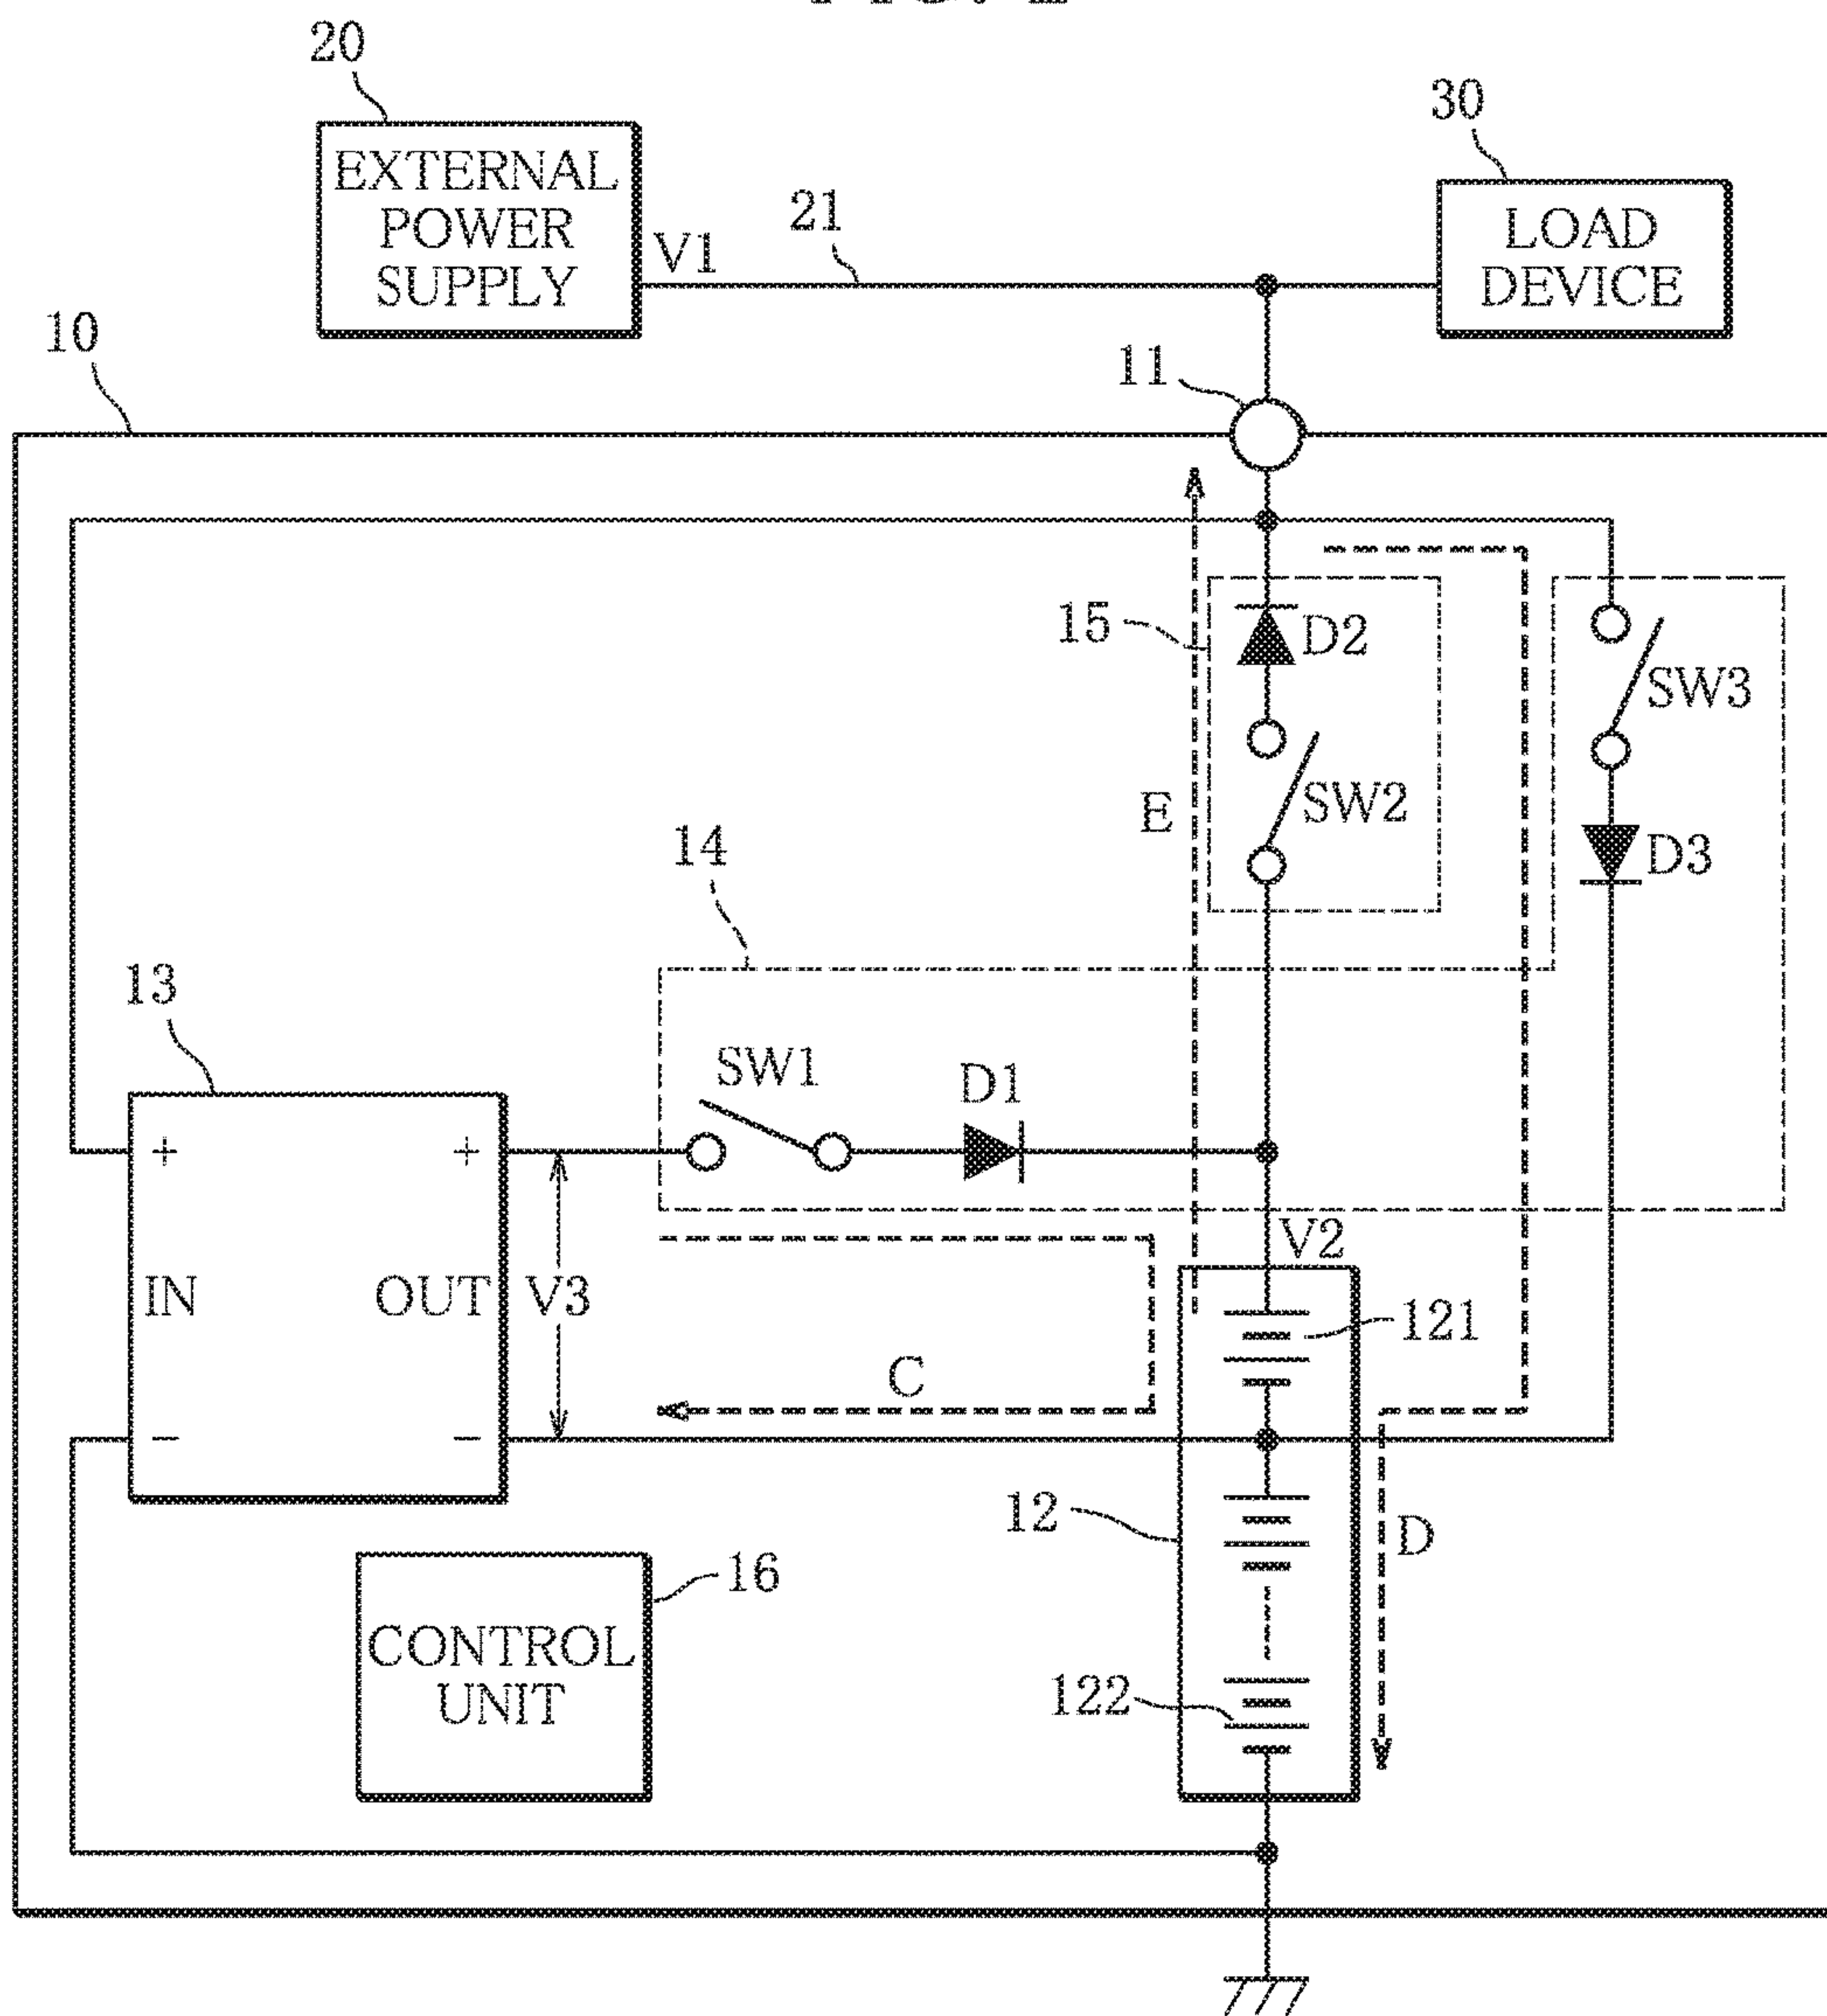 20
EXTERNAL
POWER
SUPPLY
V1
21
30
LOAD
DEVICE
10
11
15
D2
SW2
SW3
D3
E
14
13
SW1
D1
+
+
IN
OUT
V3
−
−
V2
121
C
12
D
16
CONTROL
UNIT
122